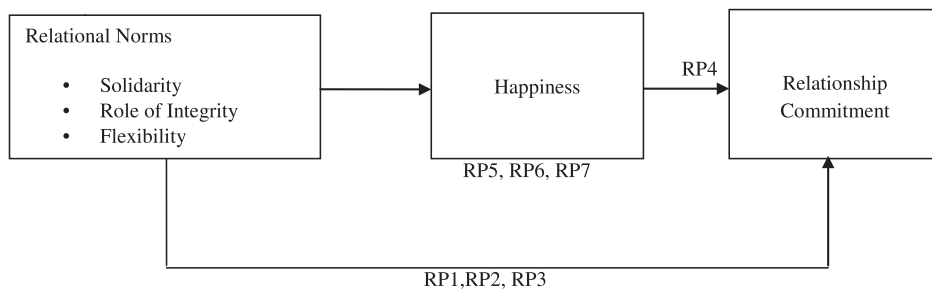 Relational Norms
• Solidarity
• Role of Integrity
• Flexibility
Happiness
RP4
Relationship
Commitment
RP5, RP6, RP7
RP1,RP2, RP3